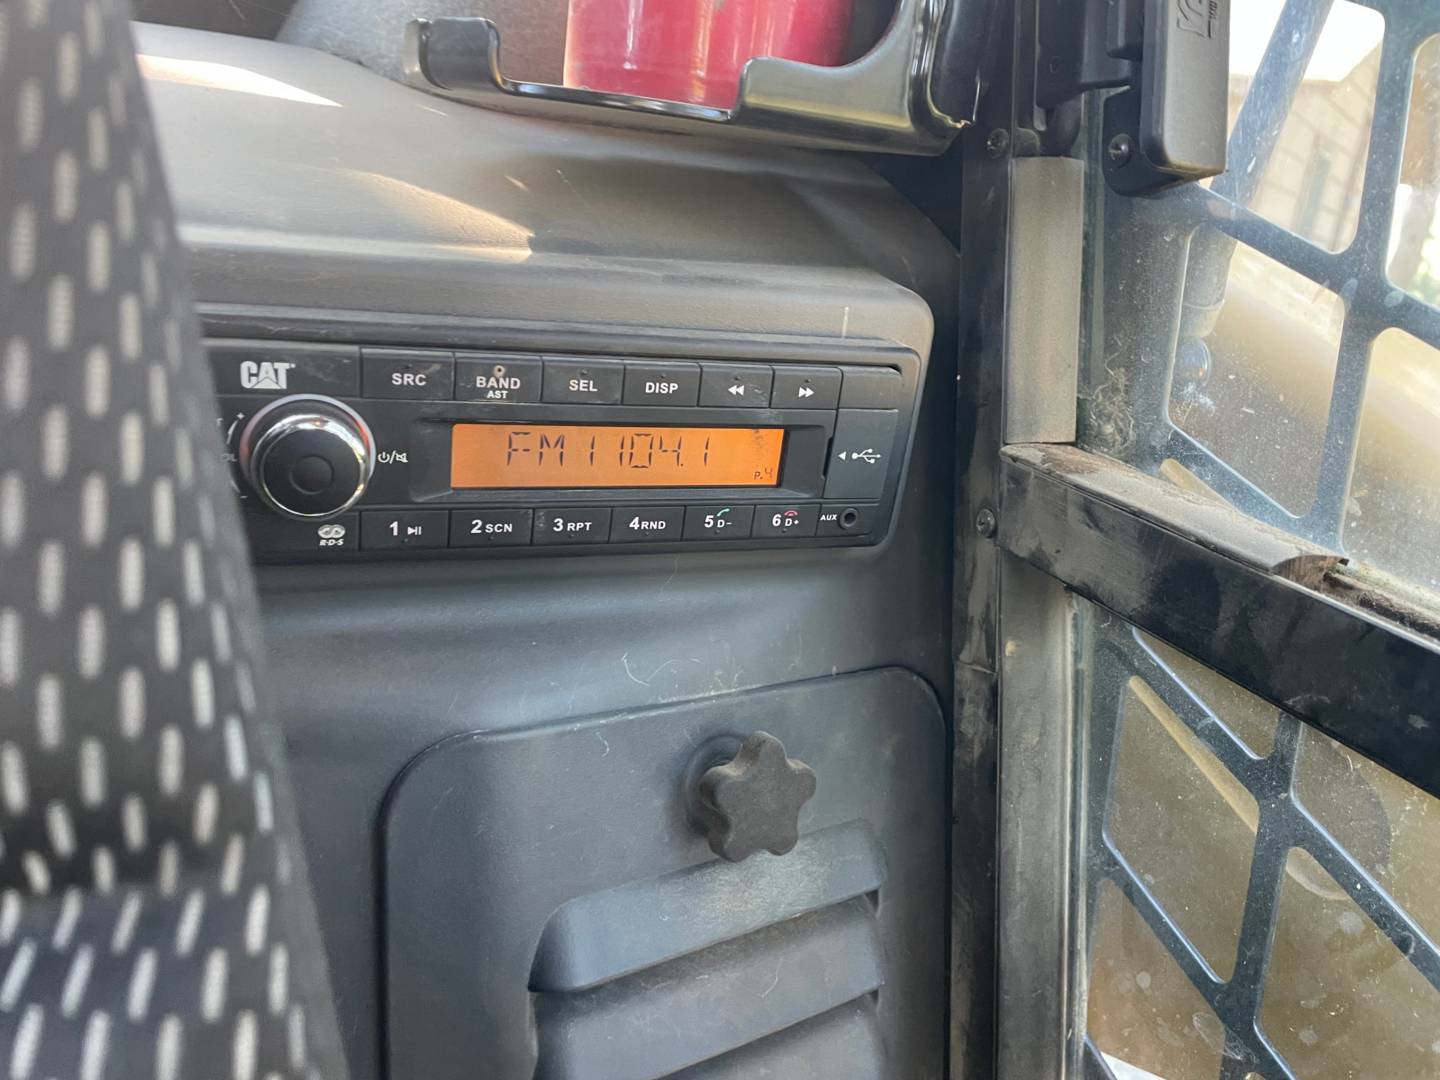 CAT
SRC
BAND
AST
SEL
DISP
FM1 104.1
P.4
R·D·S
1
2 SCN
3 RPT
4 RND
5 D-
6 D+
AUX